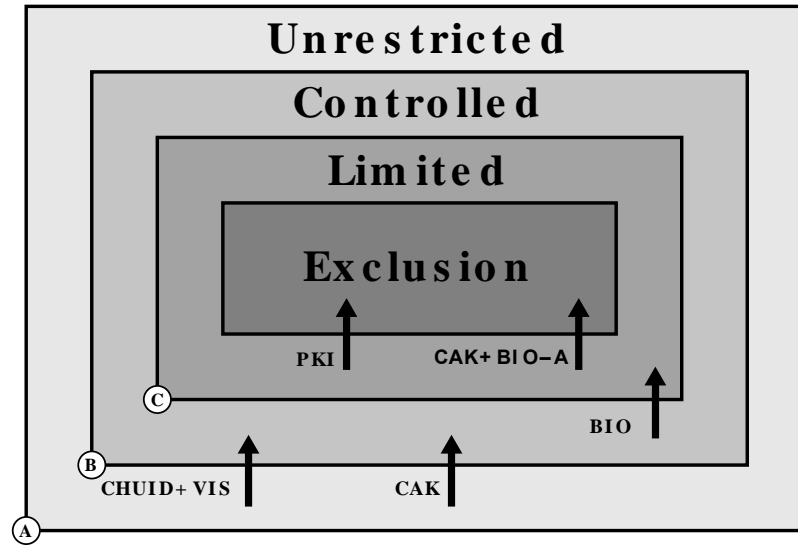 Unrestricted
Controlled
Limited
Exclusion
PKI
CAK+ BIO–A
C
BIO
B
CHUID+ VIS
CAK
A